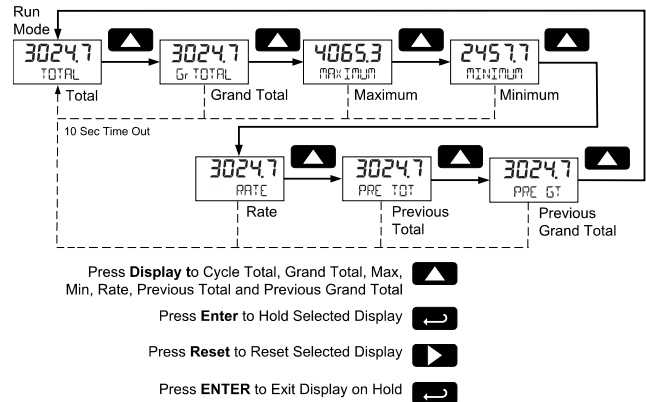 Run
Mode
3024.7
TOTAL
3024.7
Gr TOTAL
4065.3
MAXIMUM
2457.7
MINIMUM
Total
Grand Total
Maximum
Minimum
10 Sec Time Out
3024.7
RATE
3024.7
PRE TOT
3024.7
PRE GT
Rate
Previous
Total
Previous
Grand Total
Press Display to Cycle Total, Grand Total, Max,
Min, Rate, Previous Total and Previous Grand Total
Press Enter to Hold Selected Display
Press Reset to Reset Selected Display
Press ENTER to Exit Display on Hold